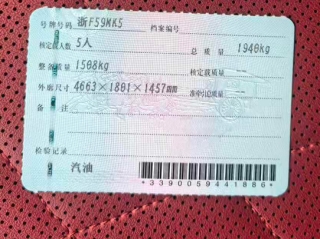 号牌号码 浙F59MK5 档案编号
核定载人数 5人 总质量 1940kg
整备质量 1508kg 核定载质量 --
外廓尺寸 4663×1801×1457mm 准牵引总质量 --
备注
检验记录
汽油
*3390059441886*